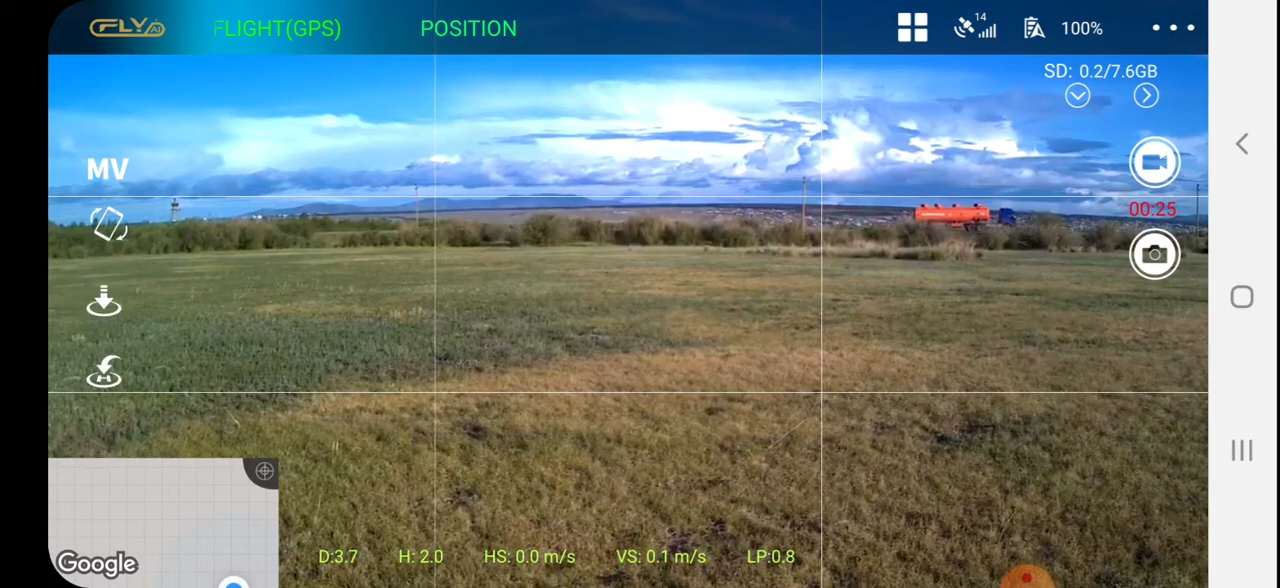 FLY AI
FLIGHT(GPS)
POSITION
14
100%
SD: 0.2/7.6GB
MV
00:25
Google
D:3.7
H: 2.0
HS: 0.0 m/s
VS: 0.1 m/s
LP:0.8